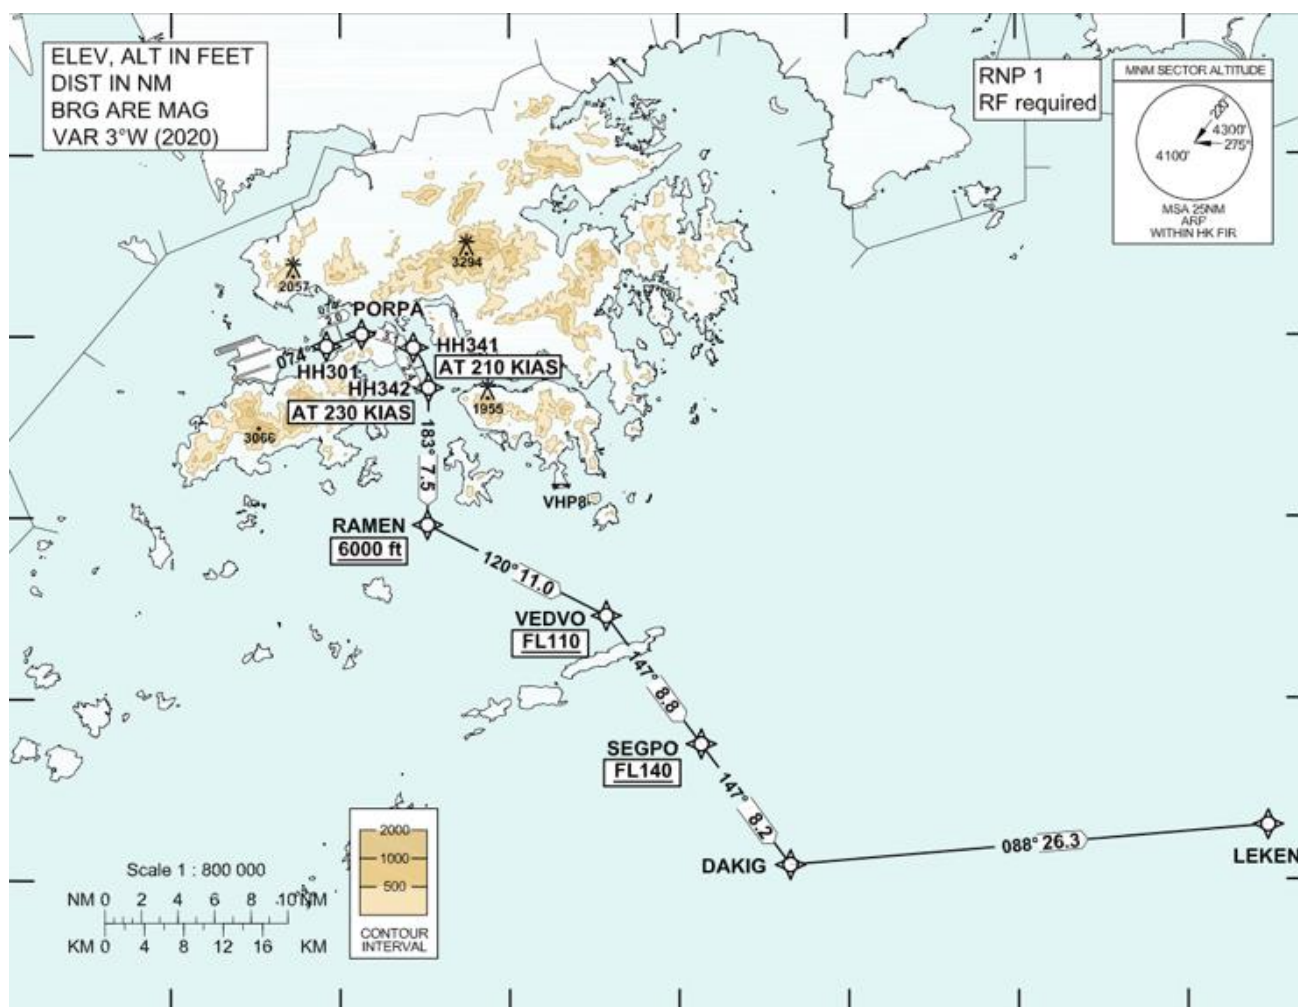 ELEV, ALT IN FEET
DIST IN NM
BRG ARE MAG
VAR 3°W (2020)
RNP 1
RF required
MNM SECTOR ALTITUDE
220°
4300'
275°
4100'
MSA 25NM
ARP
WITHIN HK FIR
3294
2057
PORPA
074°
HH301
HH341
AT 210 KIAS
HH342
AT 230 KIAS
1955
3066
183° 7.5
VHP8
RAMEN
6000 ft
120° 11.0
VEDVO
FL110
147° 8.8
SEGPO
FL140
147° 8.2
DAKIG
088° 26.3
LEKEN
2000
1000
500
CONTOUR
INTERVAL
Scale 1 : 800 000
NM 0 2 4 6 8 10 NM
KM 0 4 8 12 16 KM